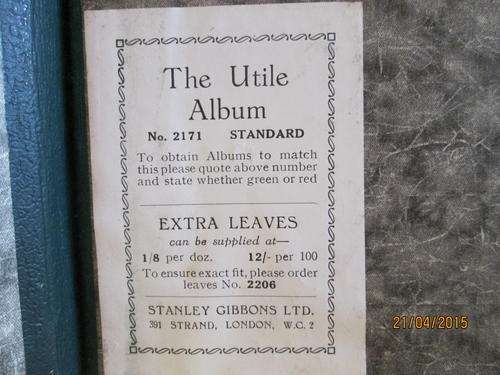 The Utile
Album
No. 2171 STANDARD
To obtain Albums to match
this please quote above number
and state whether green or red
EXTRA LEAVES
can be supplied at—
1/8 per doz. 12/- per 100
To ensure exact fit, please order
leaves No. 2206
STANLEY GIBBONS LTD.
391 STRAND, LONDON, W.C. 2
21/04/2015